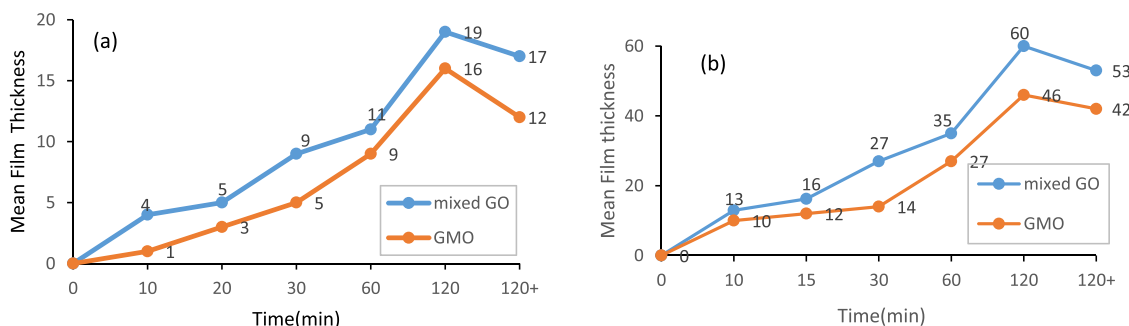 (a)
Mean Film Thickness
20
15
10
5
0
4
5
9
11
19
17
1
3
5
9
16
12
mixed GO
GMO
0 10 20 30 60 120 120+
Time(min)
(b)
Mean Film thickness
60
40
20
0
13
16
27
35
60
53
0
10
12
14
27
46
42
mixed GO
GMO
0 10 15 30 60 120 120+
Time(min)